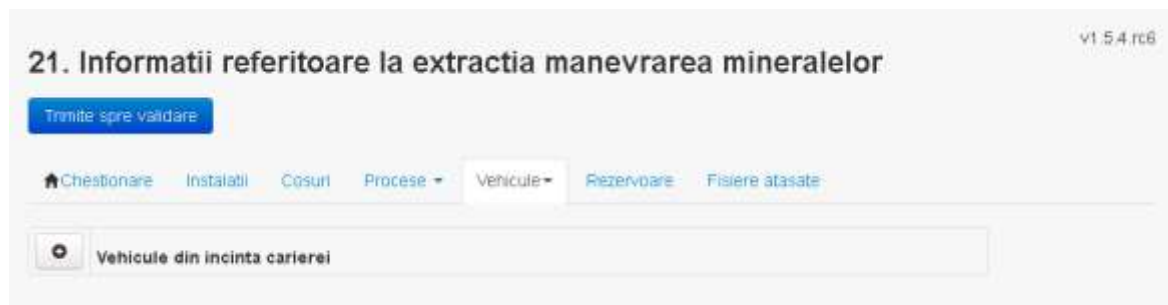 v1.5.4.rc6
21. Informatii referitoare la extractia manevrarea mineralelor
Trimite spre validare
Chestionare Instalatii Cosuri Procese Vehicule Rezervoare Fisiere atasate
Vehicule din incinta carierei